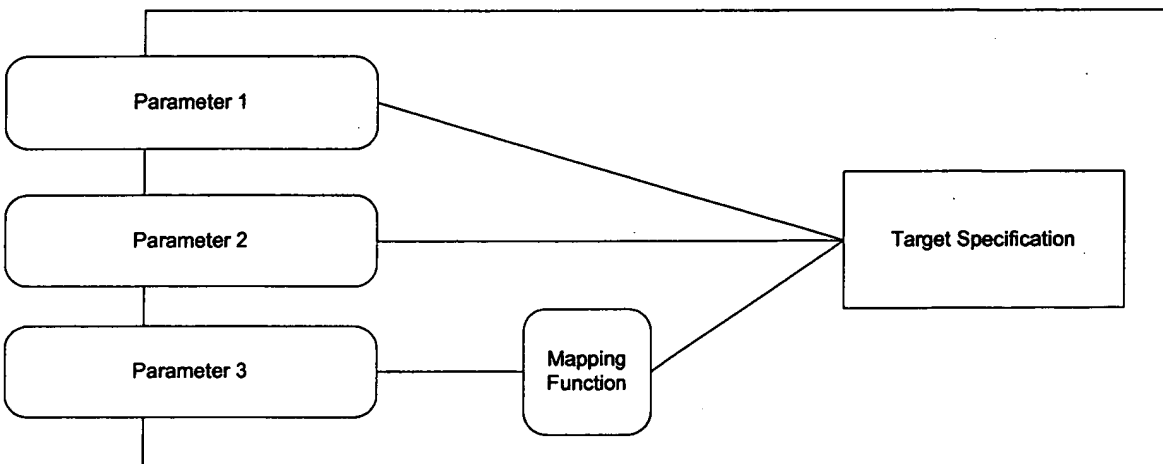 Parameter 1
Parameter 2
Target Specification
Parameter 3
Mapping
Function